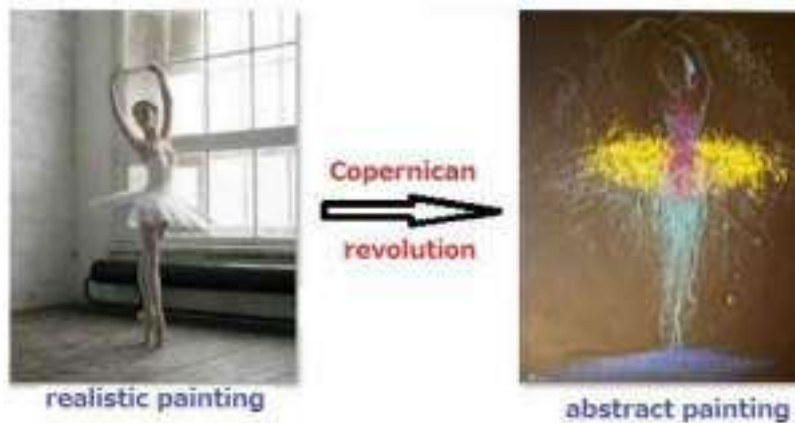 Copernican
revolution
realistic painting
abstract painting